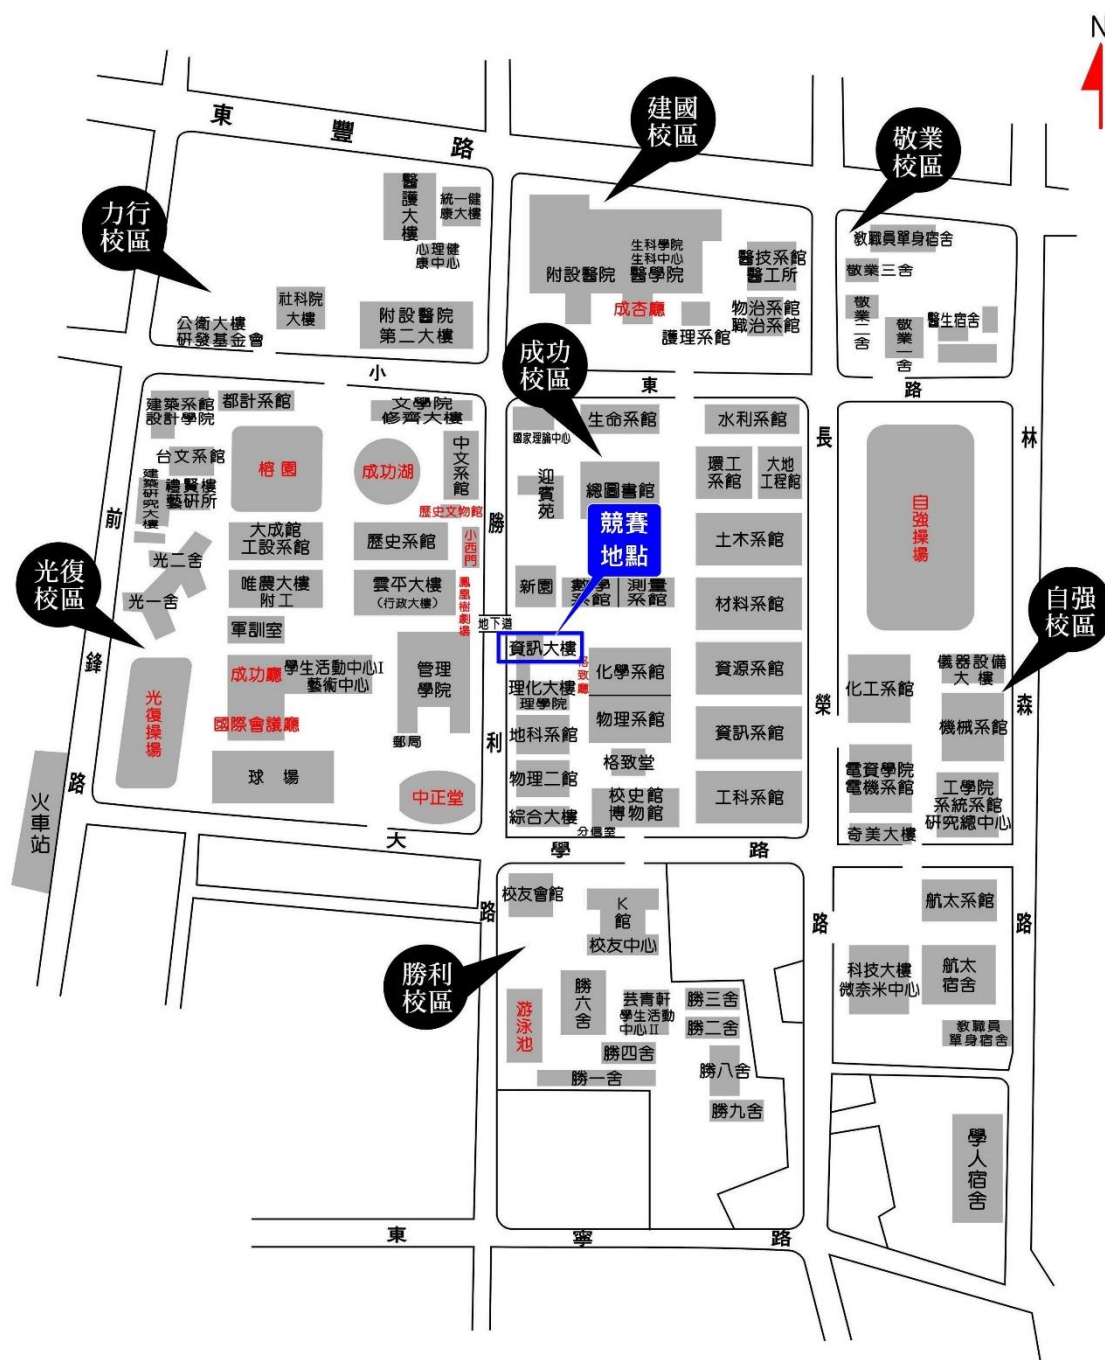 N
東豐路
建國
校區
敬業
校區
力行
校區
醫護大樓
統一健
康大樓
心理健
康中心
社科院
大樓
公衛大樓
研發基金會
附設醫院
第二大樓
附設醫院
生科學院
生科中心
醫學院
成杏廳
護理系館
醫技系館
醫工所
物治系館
職治系館
教職員單身宿舍
敬業三舍
敬業二舍
敬業一舍
醫生宿舍
小東路
成功
校區
建築系館
設計學院
都計系館
文學院
修齊大樓
台文系館
榕園
成功湖
中文系館
禮賢樓
藝研所
建築研究大樓
歷史文物館
大成館
工設系館
歷史系館
小西門
光二舍
唯農大樓
附工
雲平大樓
(行政大樓)
鳳凰樹劇場
光一舍
軍訓室
地下道
光復
校區
成功廳
學生活動中心I
藝術中心
管理
學院
國際會議廳
郵局
光復操場
球場
中正堂
前鋒路
火車站
勝利路
國家理論中心
生命系館
水利系館
迎賓苑
總圖書館
環工
系館
大地
工程館
競賽
地點
土木系館
新園
數學
系館
測量
系館
材料系館
資訊大樓
格致廳
化學系館
資源系館
理化大樓
理學院
物理系館
地科系館
資訊系館
格致堂
物理二館
校史館
博物館
工科系館
綜合大樓
分信室
大學路
長榮路
林森路
自強操場
自強
校區
化工系館
儀器設備
大樓
機械系館
電資學院
電機系館
工學院
系統系館
研究總中心
奇美大樓
校友會館
K
館
校友中心
航太系館
勝利
校區
游泳池
勝六舍
芸青軒
學生活動
中心II
勝三舍
勝二舍
勝四舍
勝一舍
勝八舍
勝九舍
科技大樓
微奈米中心
航太
宿舍
教職員
單身宿舍
學人宿舍
東寧路